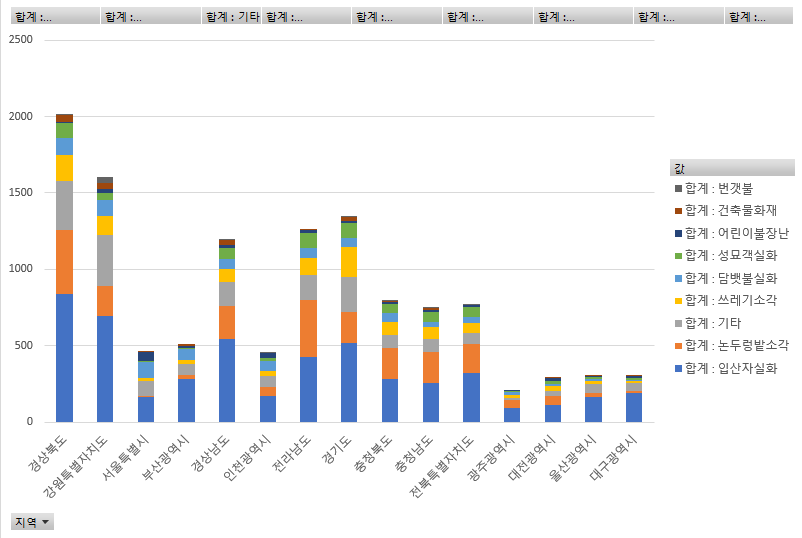 합계 :... 합계 :... 합계 : 기타 합계 :... 합계 :... 합계 :... 합계 :... 합계 :... 합계 :...
2500
2000
1500
1000
500
0
경상북도 강원특별자치도 서울특별시 부산광역시 경상남도 인천광역시 전라남도 경기도 충청북도 충청남도 전북특별자치도 광주광역시 대전광역시 울산광역시 대구광역시
값
합계 : 번갯불
합계 : 건축물화재
합계 : 어린이불장난
합계 : 성묘객실화
합계 : 담뱃불실화
합계 : 쓰레기소각
합계 : 기타
합계 : 논두렁밭소각
합계 : 입산자실화
지역